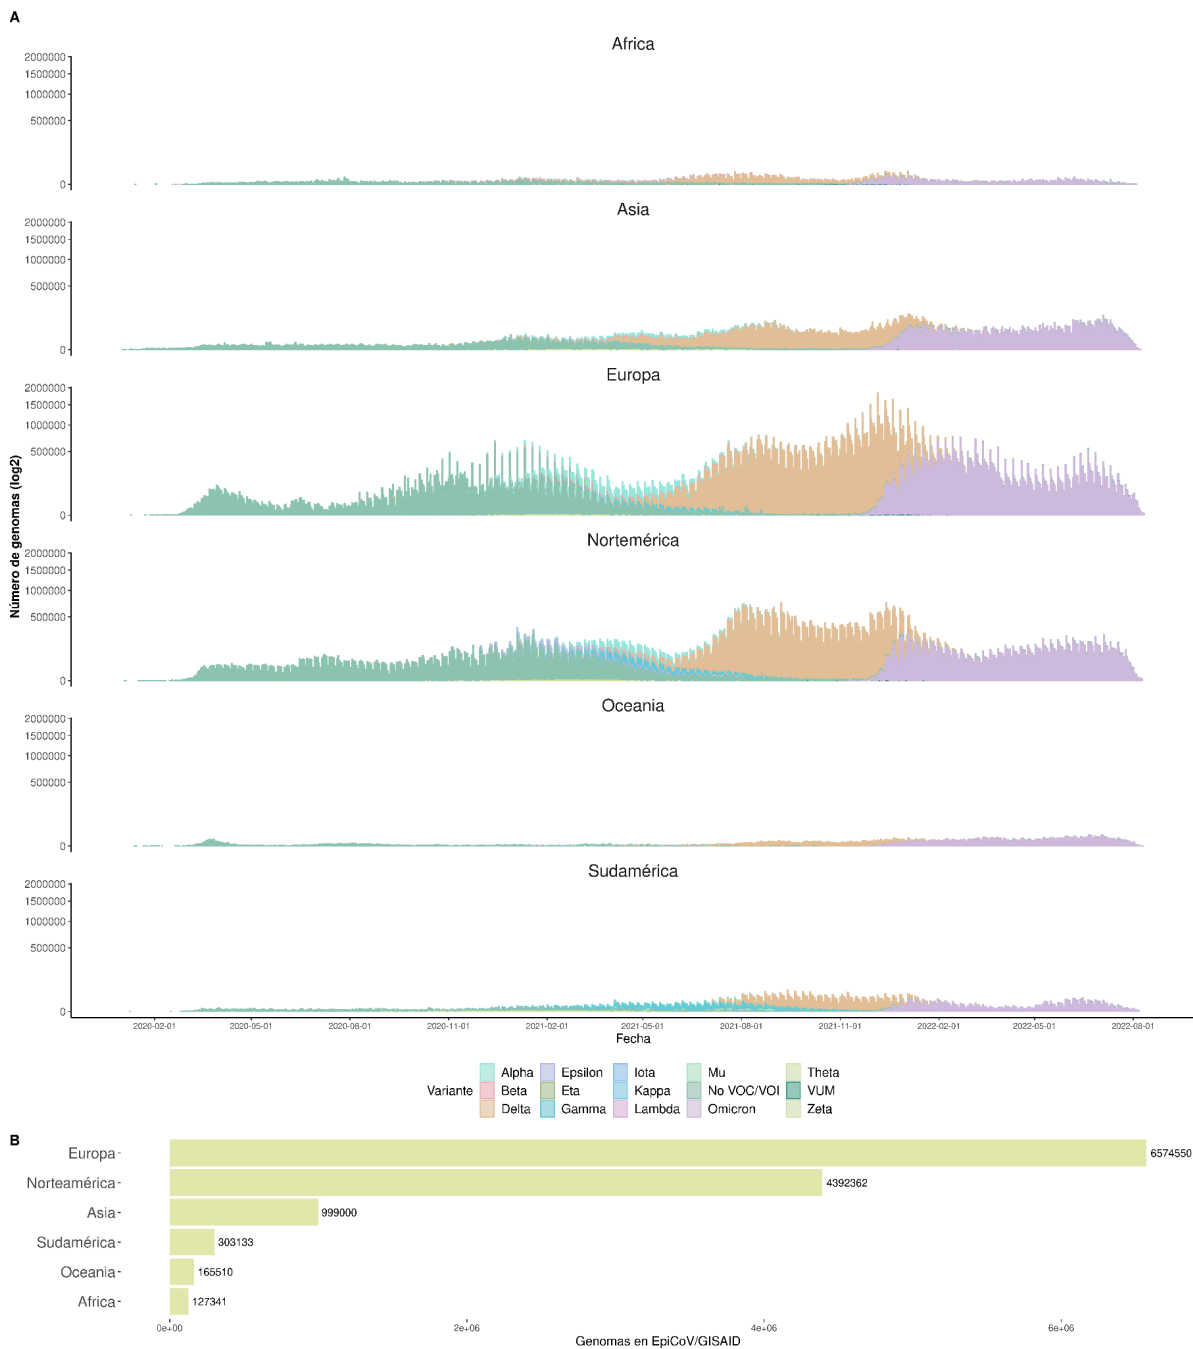 A
Africa
2000000
1500000
1000000
500000
0
Asia
2000000
1500000
1000000
500000
0
Europa
2000000
1500000
1000000
500000
0
Número de genomas (log2)
Nortemérica
2000000
1500000
1000000
500000
0
Oceania
2000000
1500000
1000000
500000
0
Sudamérica
2000000
1500000
1000000
500000
0
2020-02-01 2020-05-01 2020-08-01 2020-11-01 2021-02-01 2021-05-01 2021-08-01 2021-11-01 2022-02-01 2022-05-01 2022-08-01
Fecha
Alpha Epsilon Iota Mu Theta
Variante Beta Eta Kappa No VOC/VOI VUM
Delta Gamma Lambda Omicron Zeta
B
Europa 6574550
Norteamérica 4392362
Asia 999000
Sudamérica 303133
Oceania 165510
Africa 127341
0e+00 2e+06 4e+06 6e+06
Genomas en EpiCoV/GISAID